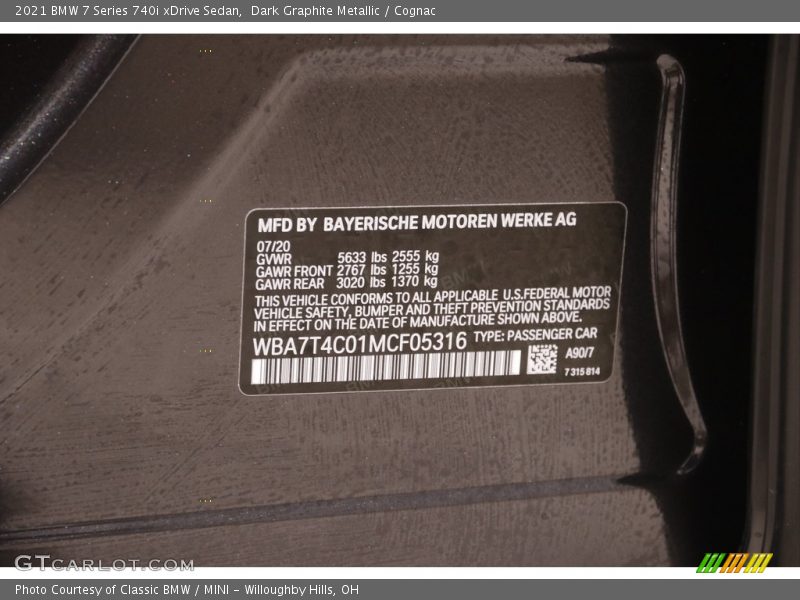 2021 BMW 7 Series 740i xDrive Sedan,  Dark Graphite Metallic / Cognac
MFD BY BAYERISCHE MOTOREN WERKE AG
07/20
GVWR 5633 lbs 2555 kg
GAWR FRONT 2767 lbs 1255 kg
GAWR REAR 3020 lbs 1370 kg
THIS VEHICLE CONFORMS TO ALL APPLICABLE U.S.FEDERAL MOTOR
VEHICLE SAFETY, BUMPER AND THEFT PREVENTION STANDARDS
IN EFFECT ON THE DATE OF MANUFACTURE SHOWN ABOVE.
WBA7T4C01MCF05316 TYPE: PASSENGER CAR
A90/7
7 315 814
GTCARLOT.COM
Photo Courtesy of Classic BMW / MINI - Willoughby Hills, OH